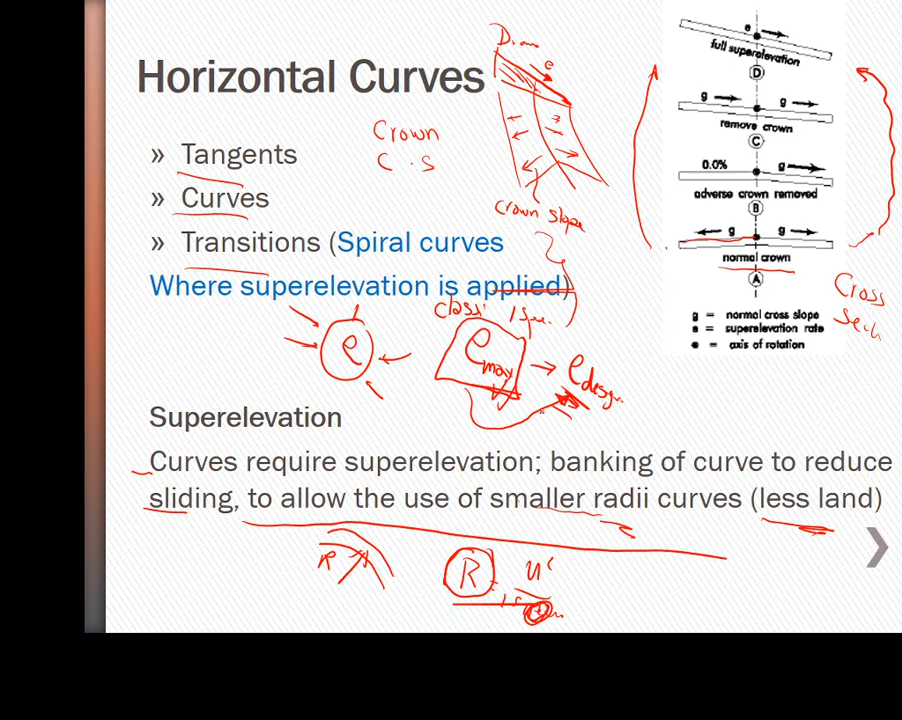 Horizontal Curves
» Tangents
» Curves
» Transitions (Spiral curves
Where superelevation is applied)
Crown
C . S
e
Crown slope
e
e max → e
Superelevation
Curves require superelevation; banking of curve to reduce
sliding, to allow the use of smaller radii curves (less land)
R
R
e
full superelevation
D
g g
remove crown
C
0.0% g
adverse crown removed
B
g g
normal crown
A
g = normal cross slope
e = superelevation rate
● = axis of rotation
Cross